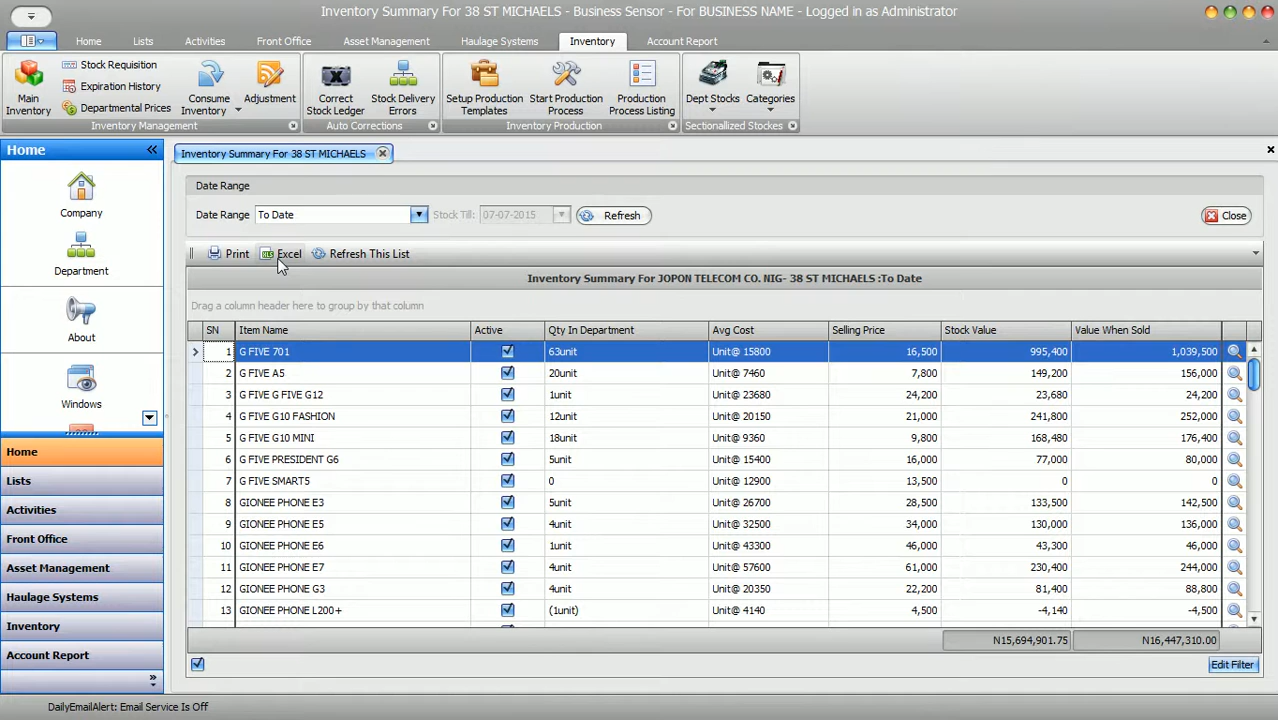 Inventory Summary For 38 ST MICHAELS - Business Sensor - For BUSINESS NAME - Logged in as Administrator
Home Lists Activities Front Office Asset Management Haulage Systems Inventory Account Report
Main Inventory
Stock Requisition
Expiration History
Departmental Prices
Consume Inventory
Adjustment
Correct Stock Ledger
Stock Delivery Errors
Setup Production Templates
Start Production Process
Production Process Listing
Dept Stocks
Categories
Inventory Management Auto Corrections Inventory Production Sectionalized Stockes
Home
Company
Department
About
Windows
Home
Lists
Activities
Front Office
Asset Management
Haulage Systems
Inventory
Account Report
Inventory Summary For 38 ST MICHAELS
Date Range
Date Range To Date Stock Till: 07-07-2015 Refresh Close
Print XLS Excel Refresh This List
Inventory Summary For JOPON TELECOM CO. NIG- 38 ST MICHAELS :To Date
Drag a column header here to group by that column
SN Item Name Active Qty In Department Avg Cost Selling Price Stock Value Value When Sold
1 G FIVE 701 63unit Unit@ 15800 16,500 995,400 1,039,500
2 G FIVE A5 20unit Unit@ 7460 7,800 149,200 156,000
3 G FIVE G FIVE G12 1unit Unit@ 23680 24,200 23,680 24,200
4 G FIVE G10 FASHION 12unit Unit@ 20150 21,000 241,800 252,000
5 G FIVE G10 MINI 18unit Unit@ 9360 9,800 168,480 176,400
6 G FIVE PRESIDENT G6 5unit Unit@ 15400 16,000 77,000 80,000
7 G FIVE SMART5 0 Unit@ 12900 13,500 0 0
8 GIONEE PHONE E3 5unit Unit@ 26700 28,500 133,500 142,500
9 GIONEE PHONE E5 4unit Unit@ 32500 34,000 130,000 136,000
10 GIONEE PHONE E6 1unit Unit@ 43300 46,000 43,300 46,000
11 GIONEE PHONE E7 4unit Unit@ 57600 61,000 230,400 244,000
12 GIONEE PHONE G3 4unit Unit@ 20350 22,200 81,400 88,800
13 GIONEE PHONE L200+ (1unit) Unit@ 4140 4,500 -4,140 -4,500
N15,694,901.75 N16,447,310.00
Edit Filter
DailyEmailAlert: Email Service Is Off